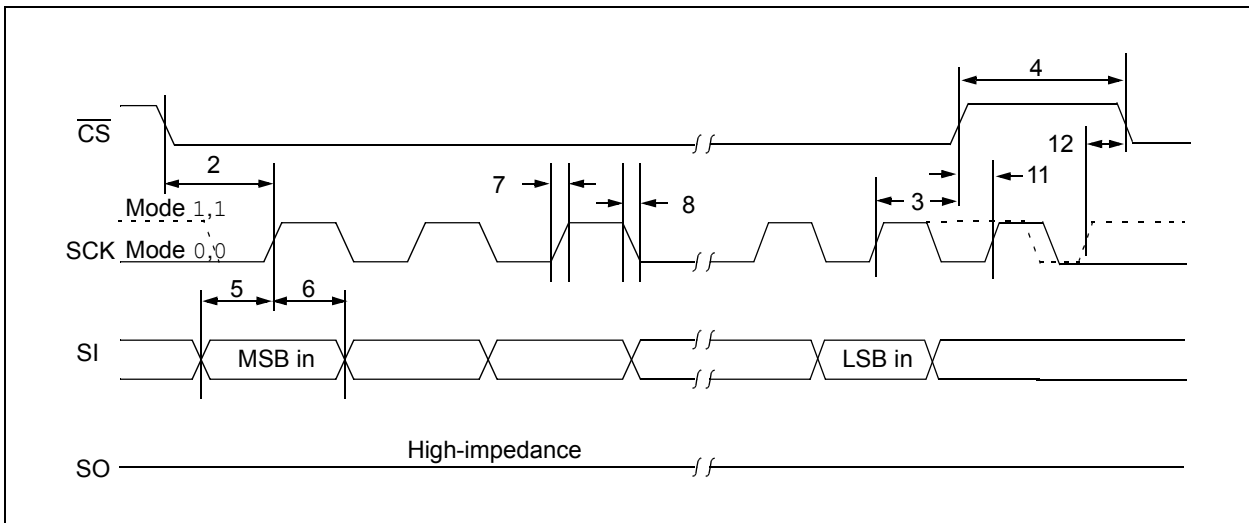 4
CS
12
2
11
7
8
3
Mode 1,1
SCK Mode 0,0
5
6
SI
MSB in
LSB in
High-impedance
SO